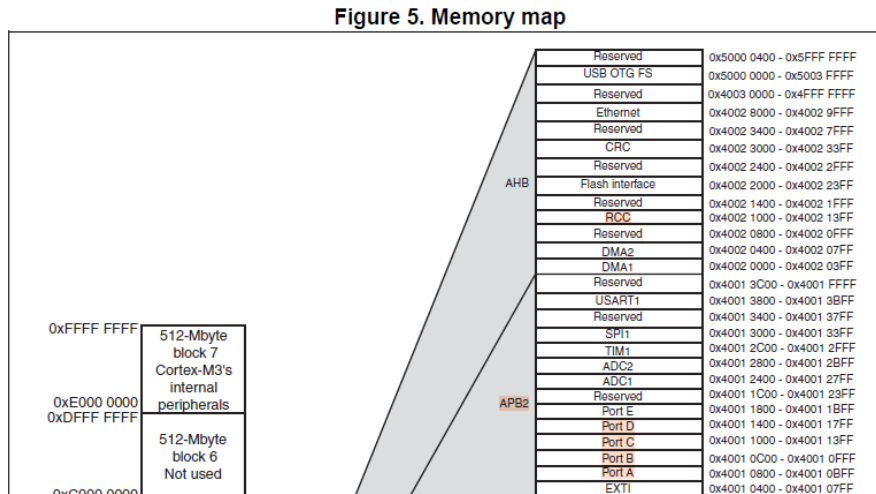 Figure 5. Memory map
Reserved 0x5000 0400 - 0x5FFF FFFF
USB OTG FS 0x5000 0000 - 0x5003 FFFF
Reserved 0x4003 0000 - 0x4FFF FFFF
Ethernet 0x4002 8000 - 0x4002 9FFF
Reserved 0x4002 3400 - 0x4002 7FFF
CRC 0x4002 3000 - 0x4002 33FF
Reserved 0x4002 2400 - 0x4002 2FFF
AHB Flash interface 0x4002 2000 - 0x4002 23FF
Reserved 0x4002 1400 - 0x4002 1FFF
RCC 0x4002 1000 - 0x4002 13FF
Reserved 0x4002 0800 - 0x4002 0FFF
DMA2 0x4002 0400 - 0x4002 07FF
DMA1 0x4002 0000 - 0x4002 03FF
Reserved 0x4001 3C00 - 0x4001 FFFF
USART1 0x4001 3800 - 0x4001 3BFF
Reserved 0x4001 3400 - 0x4001 37FF
SPI1 0x4001 3000 - 0x4001 33FF
TIM1 0x4001 2C00 - 0x4001 2FFF
ADC2 0x4001 2800 - 0x4001 2BFF
ADC1 0x4001 2400 - 0x4001 27FF
APB2 Reserved 0x4001 1C00 - 0x4001 23FF
Port E 0x4001 1800 - 0x4001 1BFF
Port D 0x4001 1400 - 0x4001 17FF
Port C 0x4001 1000 - 0x4001 13FF
Port B 0x4001 0C00 - 0x4001 0FFF
Port A 0x4001 0800 - 0x4001 0BFF
EXTI 0x4001 0400 - 0x4001 07FF
0xFFFF FFFF
512-Mbyte
block 7
Cortex-M3's
internal
peripherals
0xE000 0000
0xDFFF FFFF
512-Mbyte
block 6
Not used
0xC000 0000